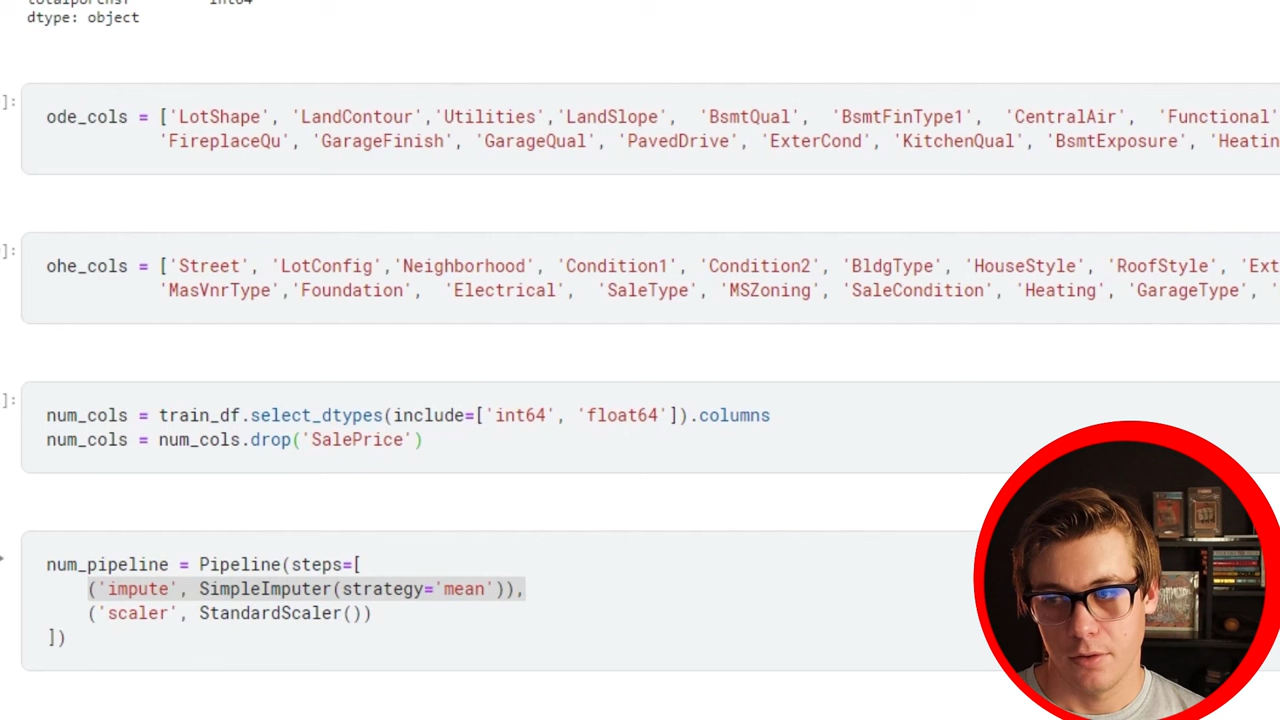 dtype: object
]:
ode_cols = ['LotShape', 'LandContour','Utilities','LandSlope', 'BsmtQual', 'BsmtFinType1', 'CentralAir', 'Functional'
'FireplaceQu', 'GarageFinish', 'GarageQual', 'PavedDrive', 'ExterCond', 'KitchenQual', 'BsmtExposure', 'Heatin
]:
ohe_cols = ['Street', 'LotConfig','Neighborhood', 'Condition1', 'Condition2', 'BldgType', 'HouseStyle', 'RoofStyle', 'Ext
'MasVnrType','Foundation', 'Electrical', 'SaleType', 'MSZoning', 'SaleCondition', 'Heating', 'GarageType', '
]:
num_cols = train_df.select_dtypes(include=['int64', 'float64']).columns
num_cols = num_cols.drop('SalePrice')
num_pipeline = Pipeline(steps=[
('impute', SimpleImputer(strategy='mean')),
('scaler', StandardScaler())
])